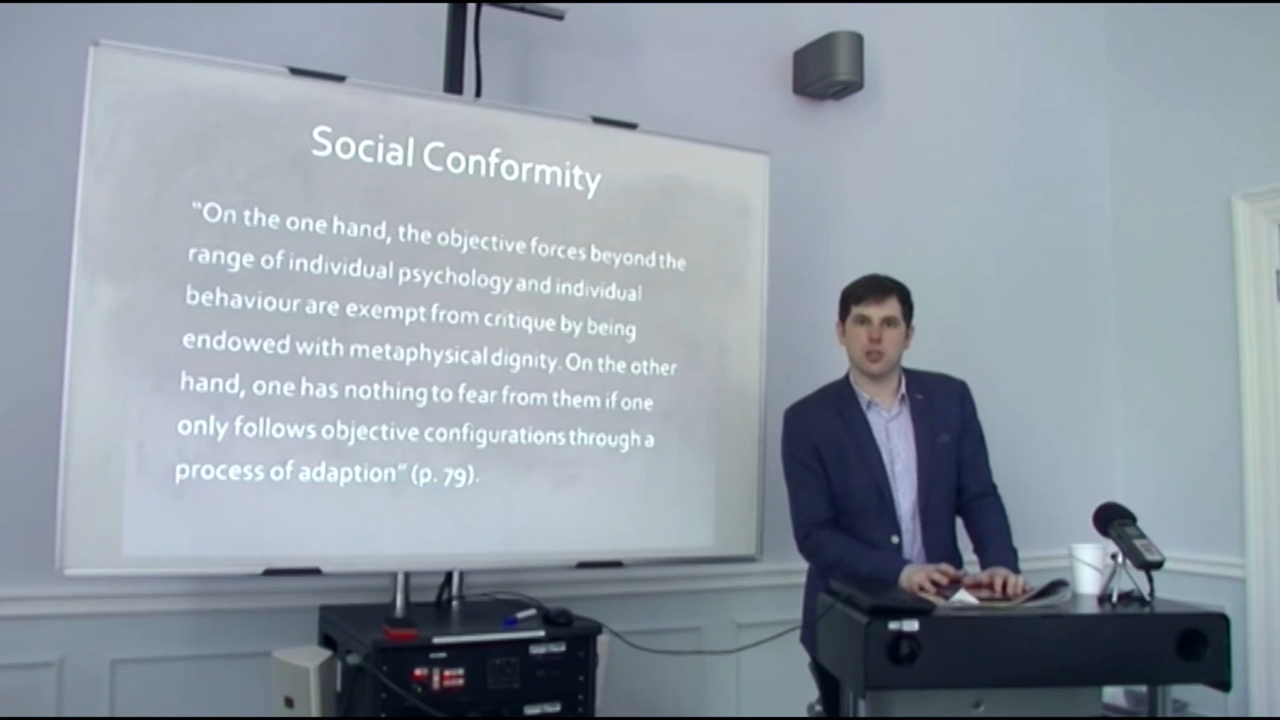 Social Conformity
“On the one hand, the objective forces beyond the
range of individual psychology and individual
behaviour are exempt from critique by being
endowed with metaphysical dignity. On the other
hand, one has nothing to fear from them if one
only follows objective configurations through a
process of adaption” (p. 79).